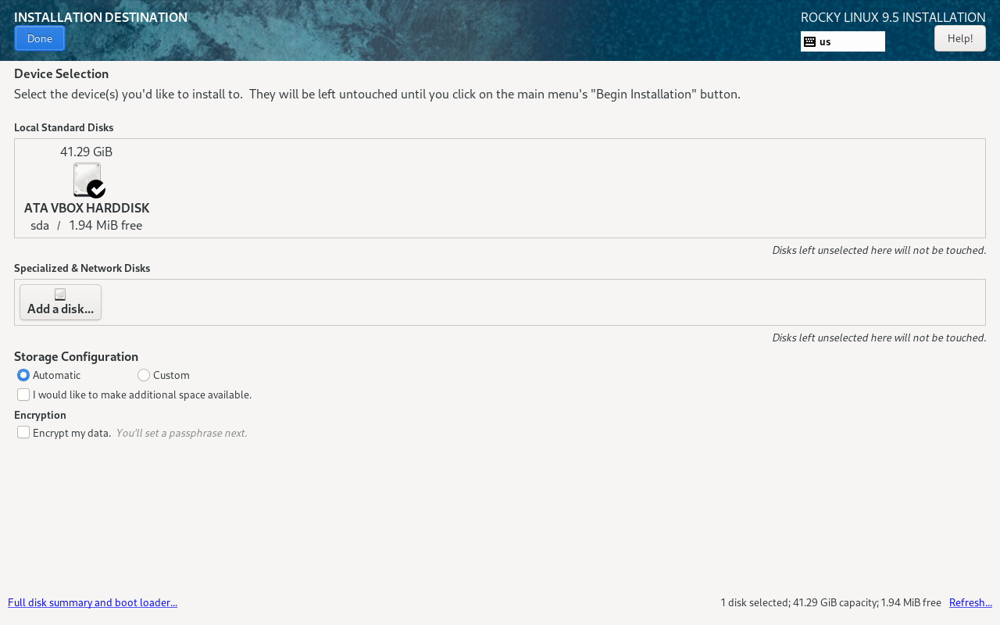 INSTALLATION DESTINATION
ROCKY LINUX 9.5 INSTALLATION
Done
us
Help!
Device Selection
Select the device(s) you'd like to install to.  They will be left untouched until you click on the main menu's "Begin Installation" button.
Local Standard Disks
41.29 GiB
ATA VBOX HARDDISK
sda / 1.94 MiB free
Disks left unselected here will not be touched.
Specialized & Network Disks
Add a disk...
Disks left unselected here will not be touched.
Storage Configuration
Automatic Custom
I would like to make additional space available.
Encryption
Encrypt my data. You'll set a passphrase next.
Full disk summary and boot loader... 1 disk selected; 41.29 GiB capacity; 1.94 MiB free Refresh...